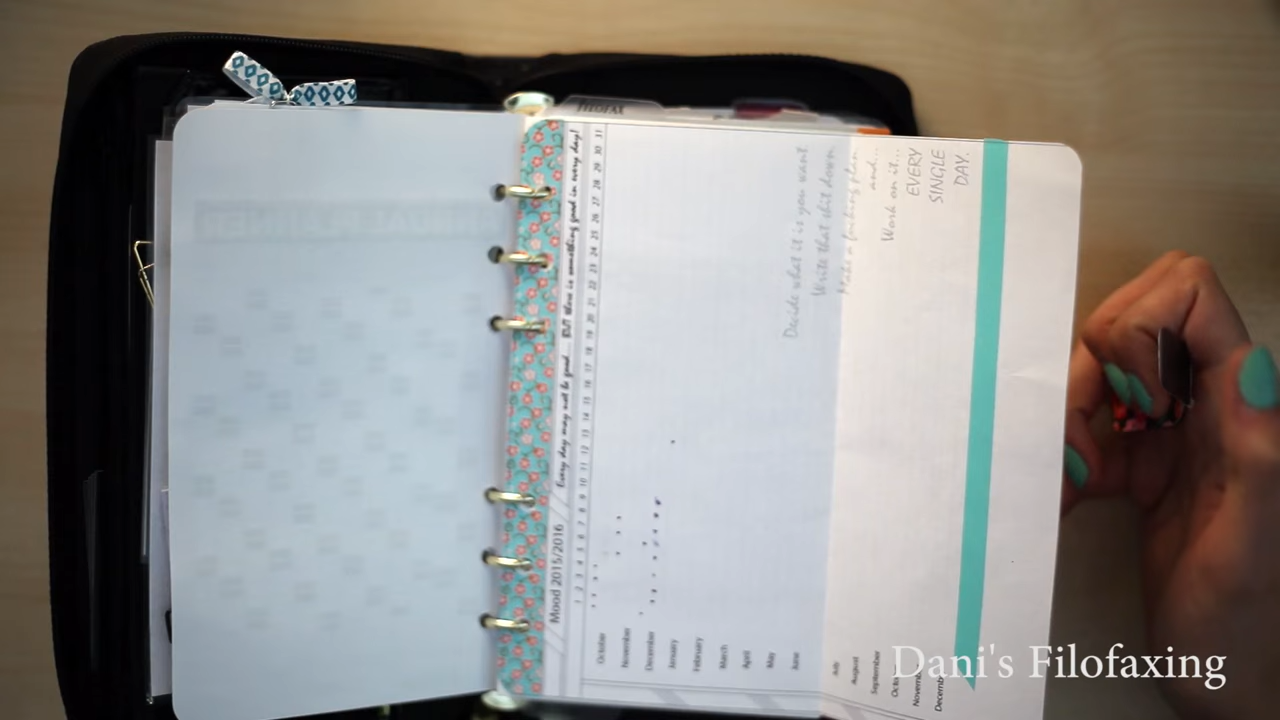 FILOFAX
Mood 2015/2016
Every day may not be good... BUT there is something good in every day!
1 2 3 4 5 6 7 8 9 10 11 12 13 14 15 16 17 18 19 20 21 22 23 24 25 26 27 28 29 30 31
October
November
December
January
February
March
April
May
June
July
August
September
Octo
Novemb
Decemb
Decide what it is you want.
Write that shit down.
Make a fucking plan
and...
Work on it...
EVERY
SINGLE
DAY.
Dani's Filofaxing